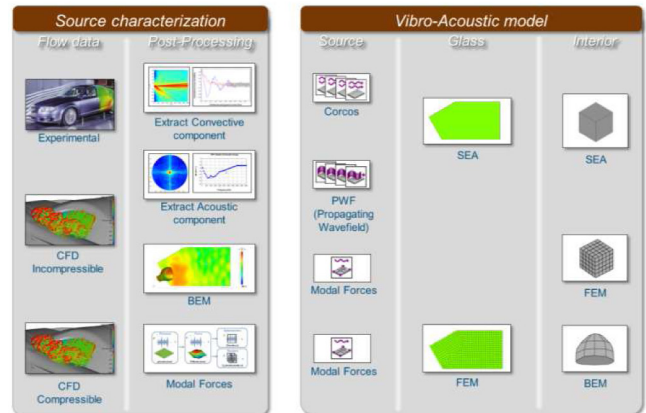 Source characterization
Flow data
Post-Processing
Experimental
Extract Convective
component
Extract Acoustic
component
CFD
Incompressible
BEM
CFD
Compressible
Modal Forces
Vibro-Acoustic model
Source
Glass
Interior
Corcos
SEA
SEA
PWF
(Propagating
Wavefield)
Modal Forces
FEM
Modal Forces
FEM
BEM